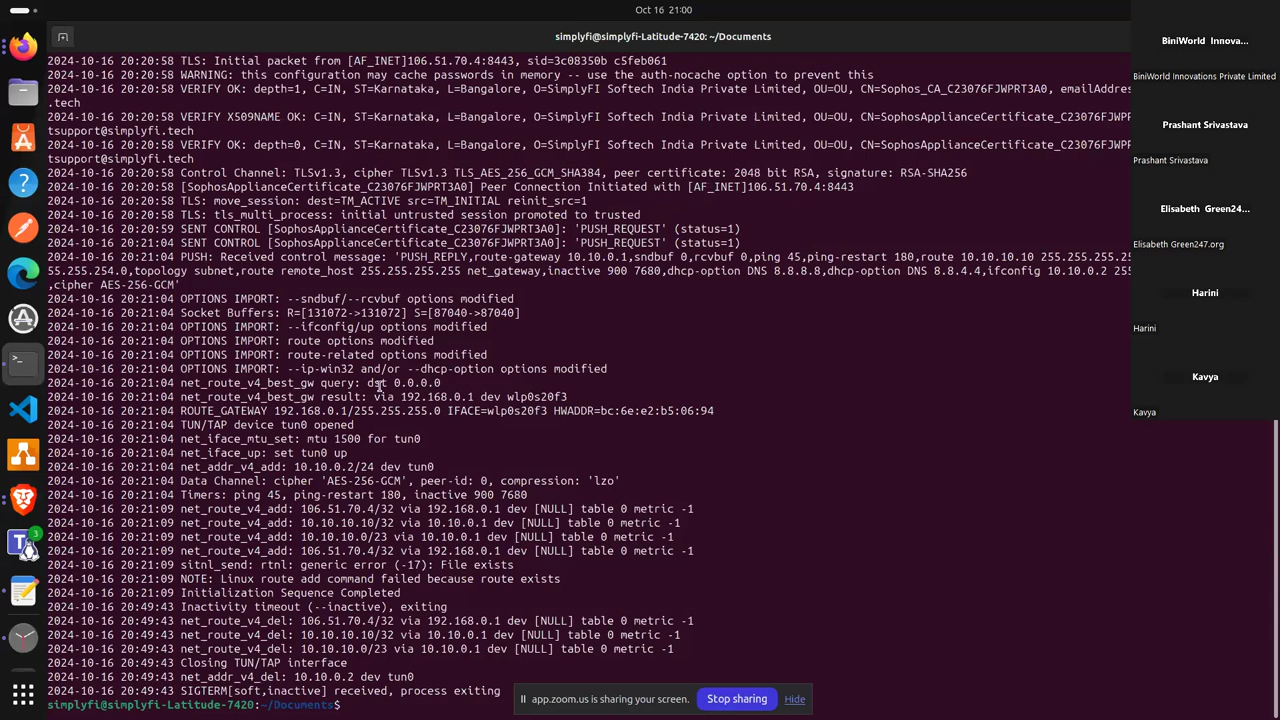 Oct 16 21:00
simplyfi@simplyfi-Latitude-7420: ~/Documents
2024-10-16 20:20:58 TLS: Initial packet from [AF_INET]106.51.70.4:8443, sid=3c08350b c5feb061
2024-10-16 20:20:58 WARNING: this configuration may cache passwords in memory -- use the auth-nocache option to prevent this
2024-10-16 20:20:58 VERIFY OK: depth=1, C=IN, ST=Karnataka, L=Bangalore, O=SimplyFI Softech India Private Limited, OU=OU, CN=Sophos_CA_C23076FJWPRT3A0, emailAddres
.tech
2024-10-16 20:20:58 VERIFY X509NAME OK: C=IN, ST=Karnataka, L=Bangalore, O=SimplyFI Softech India Private Limited, OU=OU, CN=SophosApplianceCertificate_C23076FJWPR
tsupport@simplyfi.tech
2024-10-16 20:20:58 VERIFY OK: depth=0, C=IN, ST=Karnataka, L=Bangalore, O=SimplyFI Softech India Private Limited, OU=OU, CN=SophosApplianceCertificate_C23076FJWPR
tsupport@simplyfi.tech
2024-10-16 20:20:58 Control Channel: TLSv1.3, cipher TLSv1.3 TLS_AES_256_GCM_SHA384, peer certificate: 2048 bit RSA, signature: RSA-SHA256
2024-10-16 20:20:58 [SophosApplianceCertificate_C23076FJWPRT3A0] Peer Connection Initiated with [AF_INET]106.51.70.4:8443
2024-10-16 20:20:58 TLS: move_session: dest=TM_ACTIVE src=TM_INITIAL reinit_src=1
2024-10-16 20:20:58 TLS: tls_multi_process: initial untrusted session promoted to trusted
2024-10-16 20:20:59 SENT CONTROL [SophosApplianceCertificate_C23076FJWPRT3A0]: 'PUSH_REQUEST' (status=1)
2024-10-16 20:21:04 SENT CONTROL [SophosApplianceCertificate_C23076FJWPRT3A0]: 'PUSH_REQUEST' (status=1)
2024-10-16 20:21:04 PUSH: Received control message: 'PUSH_REPLY,route-gateway 10.10.0.1,sndbuf 0,rcvbuf 0,ping 45,ping-restart 180,route 10.10.10.10 255.255.255.2
55.255.254.0,topology subnet,route remote_host 255.255.255.255 net_gateway,inactive 900 7680,dhcp-option DNS 8.8.8.8,dhcp-option DNS 8.8.4.4,ifconfig 10.10.0.2 255
,cipher AES-256-GCM'
2024-10-16 20:21:04 OPTIONS IMPORT: --sndbuf/--rcvbuf options modified
2024-10-16 20:21:04 Socket Buffers: R=[131072->131072] S=[87040->87040]
2024-10-16 20:21:04 OPTIONS IMPORT: --ifconfig/up options modified
2024-10-16 20:21:04 OPTIONS IMPORT: route options modified
2024-10-16 20:21:04 OPTIONS IMPORT: route-related options modified
2024-10-16 20:21:04 OPTIONS IMPORT: --ip-win32 and/or --dhcp-option options modified
2024-10-16 20:21:04 net_route_v4_best_gw query: dst 0.0.0.0
2024-10-16 20:21:04 net_route_v4_best_gw result: via 192.168.0.1 dev wlp0s20f3
2024-10-16 20:21:04 ROUTE_GATEWAY 192.168.0.1/255.255.255.0 IFACE=wlp0s20f3 HWADDR=bc:6e:e2:b5:06:94
2024-10-16 20:21:04 TUN/TAP device tun0 opened
2024-10-16 20:21:04 net_iface_mtu_set: mtu 1500 for tun0
2024-10-16 20:21:04 net_iface_up: set tun0 up
2024-10-16 20:21:04 net_addr_v4_add: 10.10.0.2/24 dev tun0
2024-10-16 20:21:04 Data Channel: cipher 'AES-256-GCM', peer-id: 0, compression: 'lzo'
2024-10-16 20:21:04 Timers: ping 45, ping-restart 180, inactive 900 7680
2024-10-16 20:21:09 net_route_v4_add: 106.51.70.4/32 via 192.168.0.1 dev [NULL] table 0 metric -1
2024-10-16 20:21:09 net_route_v4_add: 10.10.10.10/32 via 10.10.0.1 dev [NULL] table 0 metric -1
2024-10-16 20:21:09 net_route_v4_add: 10.10.10.0/23 via 10.10.0.1 dev [NULL] table 0 metric -1
2024-10-16 20:21:09 net_route_v4_add: 106.51.70.4/32 via 192.168.0.1 dev [NULL] table 0 metric -1
2024-10-16 20:21:09 sitnl_send: rtnl: generic error (-17): File exists
2024-10-16 20:21:09 NOTE: Linux route add command failed because route exists
2024-10-16 20:21:09 Initialization Sequence Completed
2024-10-16 20:49:43 Inactivity timeout (--inactive), exiting
2024-10-16 20:49:43 net_route_v4_del: 106.51.70.4/32 via 192.168.0.1 dev [NULL] table 0 metric -1
2024-10-16 20:49:43 net_route_v4_del: 10.10.10.10/32 via 10.10.0.1 dev [NULL] table 0 metric -1
2024-10-16 20:49:43 net_route_v4_del: 10.10.10.0/23 via 10.10.0.1 dev [NULL] table 0 metric -1
2024-10-16 20:49:43 Closing TUN/TAP interface
2024-10-16 20:49:43 net_addr_v4_del: 10.10.0.2 dev tun0
2024-10-16 20:49:43 SIGTERM[soft,inactive] received, process exiting
simplyfi@simplyfi-Latitude-7420:~/Documents$
app.zoom.us is sharing your screen.
Stop sharing
Hide
BiniWorld Innova...
BiniWorld Innovations Private Limited
Prashant Srivastava
Prashant Srivastava
Elisabeth Green24...
Elisabeth Green247.org
Harini
Harini
Kavya
Kavya
3